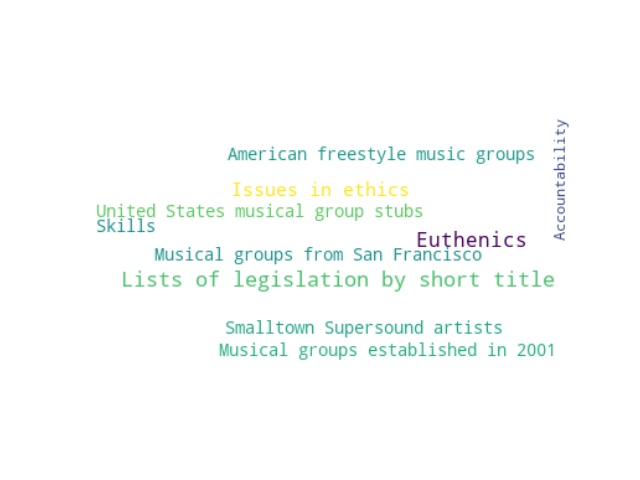 American freestyle music groups
Accountability
Issues in ethics
United States musical group stubs
Skills
Euthenics
Musical groups from San Francisco
Lists of legislation by short title
Smalltown Supersound artists
Musical groups established in 2001